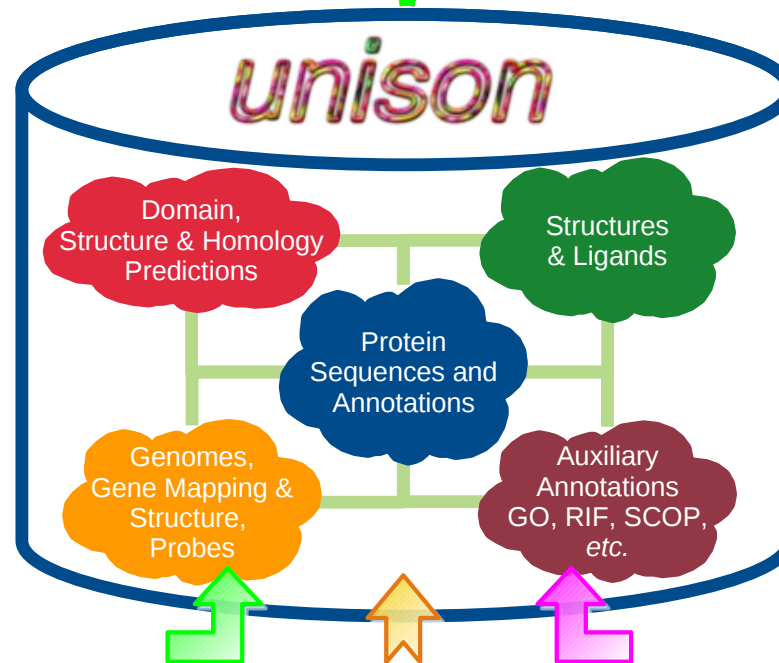 unison
Domain,
Structure & Homology
Predictions
Structures
& Ligands
Protein
Sequences and
Annotations
Genomes,
Gene Mapping &
Structure,
Probes
Auxiliary
Annotations
GO, RIF, SCOP,
etc.